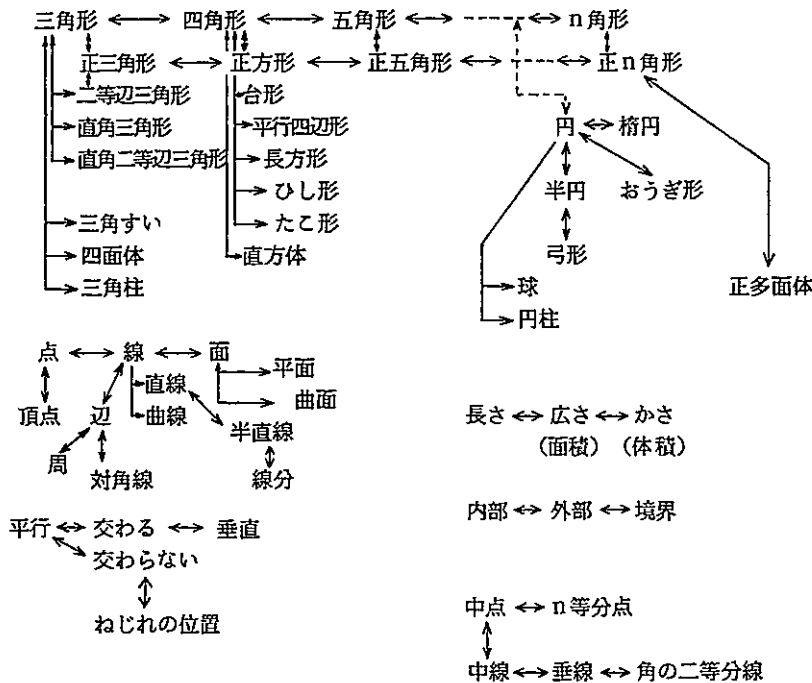 三角形 四角形 五角形 n角形
正三角形 正方形 正五角形 正n角形
二等辺三角形 台形
直角三角形 平行四辺形 円 楕円
直角二等辺三角形 長方形
ひし形 半円 おうぎ形
三角すい たこ形
四面体 直方体 弓形
三角柱 球 正多面体
円柱
点 線 面
直線 平面
頂点 辺 曲線 曲面
半直線
周 対角線 線分
長さ 広さ かさ
(面積) (体積)
平行 交わる 垂直
交わらない
ねじれの位置
内部 外部 境界
中点 n等分点
中線 垂線 角の二等分線